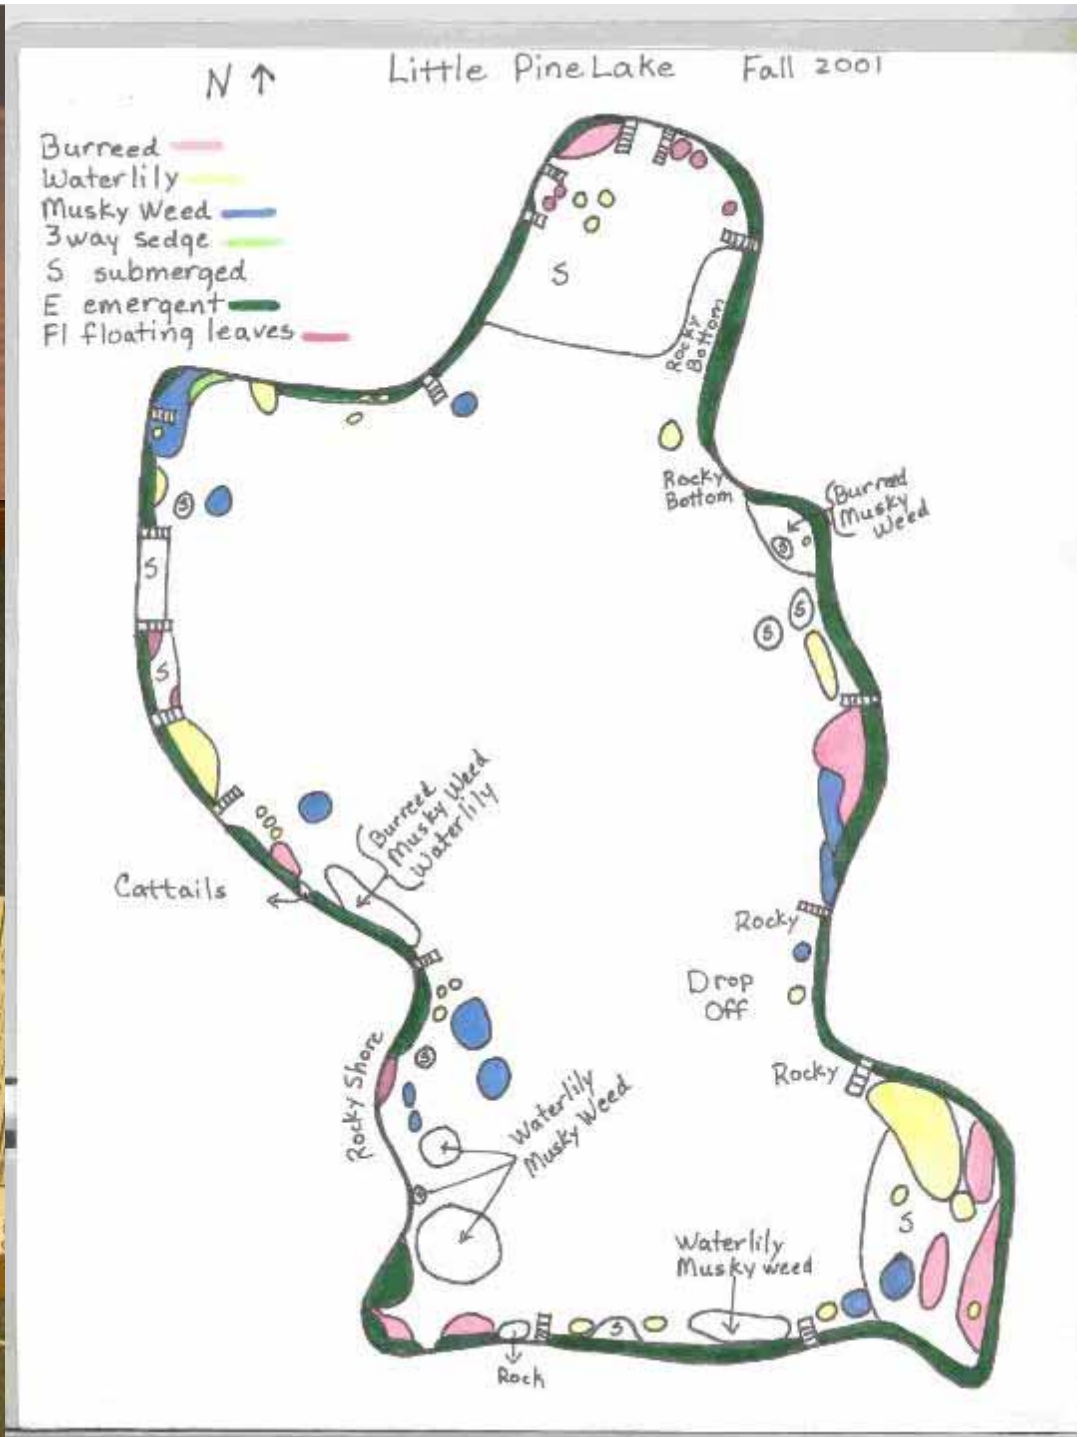 N ↑
Little Pine Lake Fall 2001
Burreed
Waterlily
Musky Weed
3way sedge
S submerged
E emergent
Fl floating leaves
S
Rocky
Bottom
Rocky
Bottom
Burreed
Musky
Weed
S
S
S
S
S
S
Burreed
Musky Weed
Waterlily
Cattails
Rocky
Drop
Off
Rocky
Rocky Shore
S
Waterlily
Musky Weed
S
Waterlily
Musky weed
S
Rock